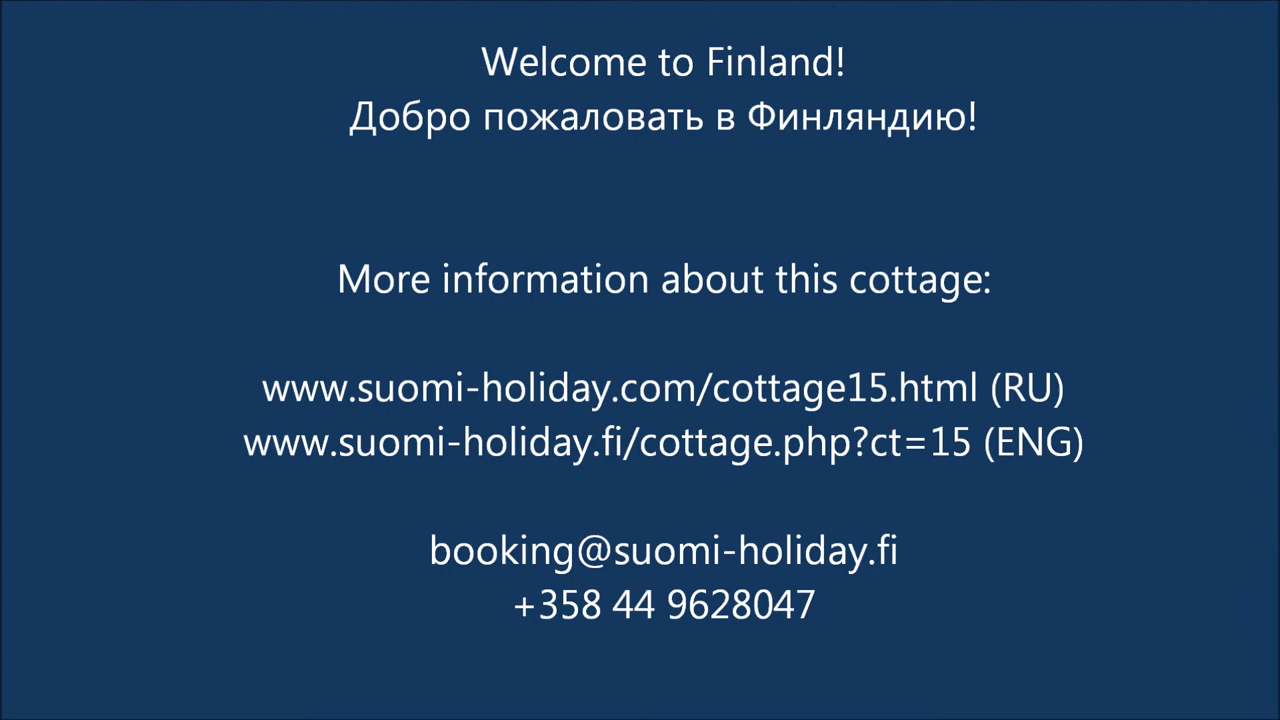 Welcome to Finland!
Добро пожаловать в Финляндию!
More information about this cottage:
www.suomi-holiday.com/cottage15.html (RU)
www.suomi-holiday.fi/cottage.php?ct=15 (ENG)
booking@suomi-holiday.fi
+358 44 9628047